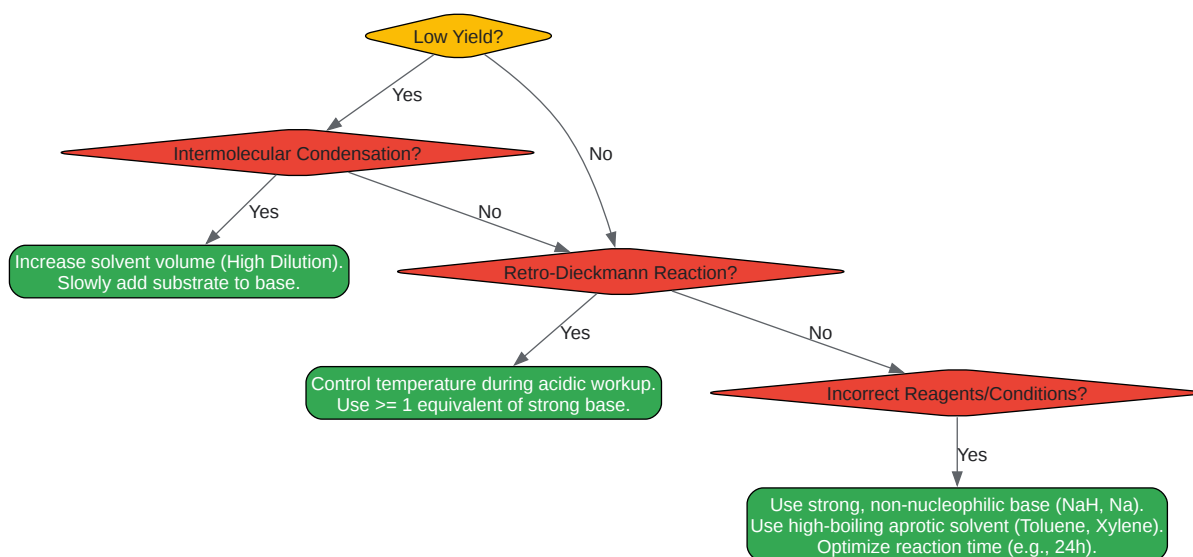 Low Yield?
Yes
Intermolecular Condensation?
No
Yes
No
Increase solvent volume (High Dilution).
Slowly add substrate to base.
Retro-Dieckmann Reaction?
Yes
No
Control temperature during acidic workup.
Use >= 1 equivalent of strong base.
Incorrect Reagents/Conditions?
Yes
Use strong, non-nucleophilic base (NaH, Na).
Use high-boiling aprotic solvent (Toluene, Xylene).
Optimize reaction time (e.g., 24h).